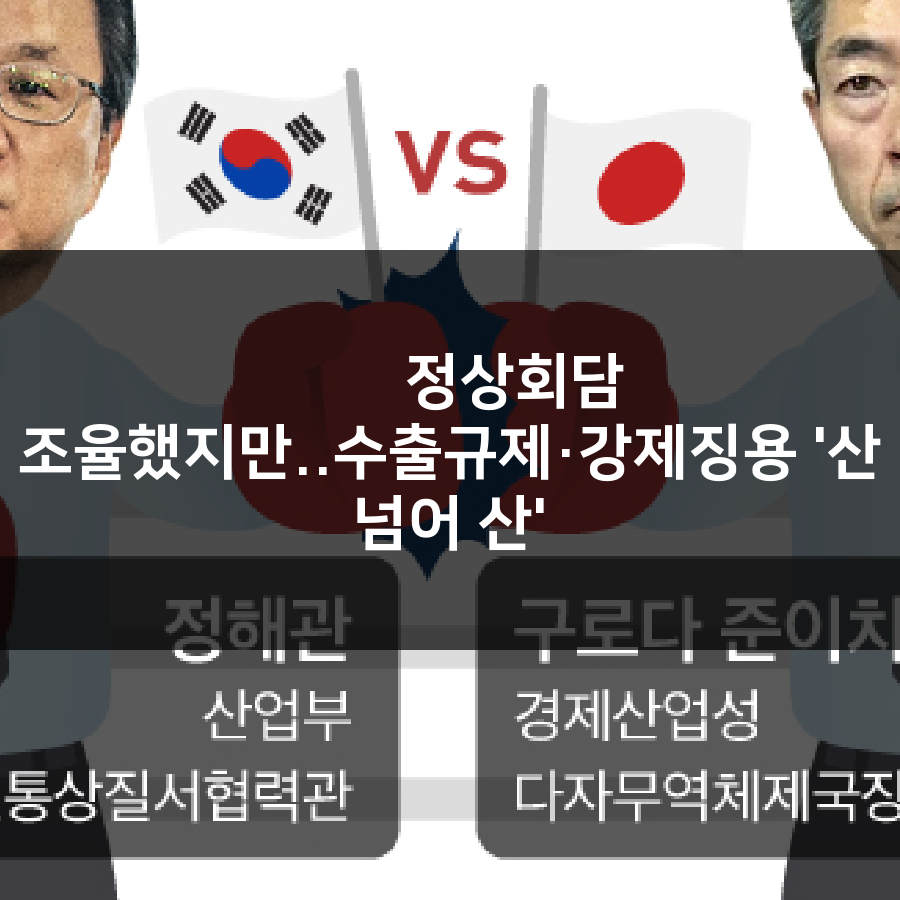 VS
정상회담
조율했지만..수출규제·강제징용 '산
넘어 산'
정해관
산업부
통상질서협력관
구로다 준이치
경제산업성
다자무역체제국장